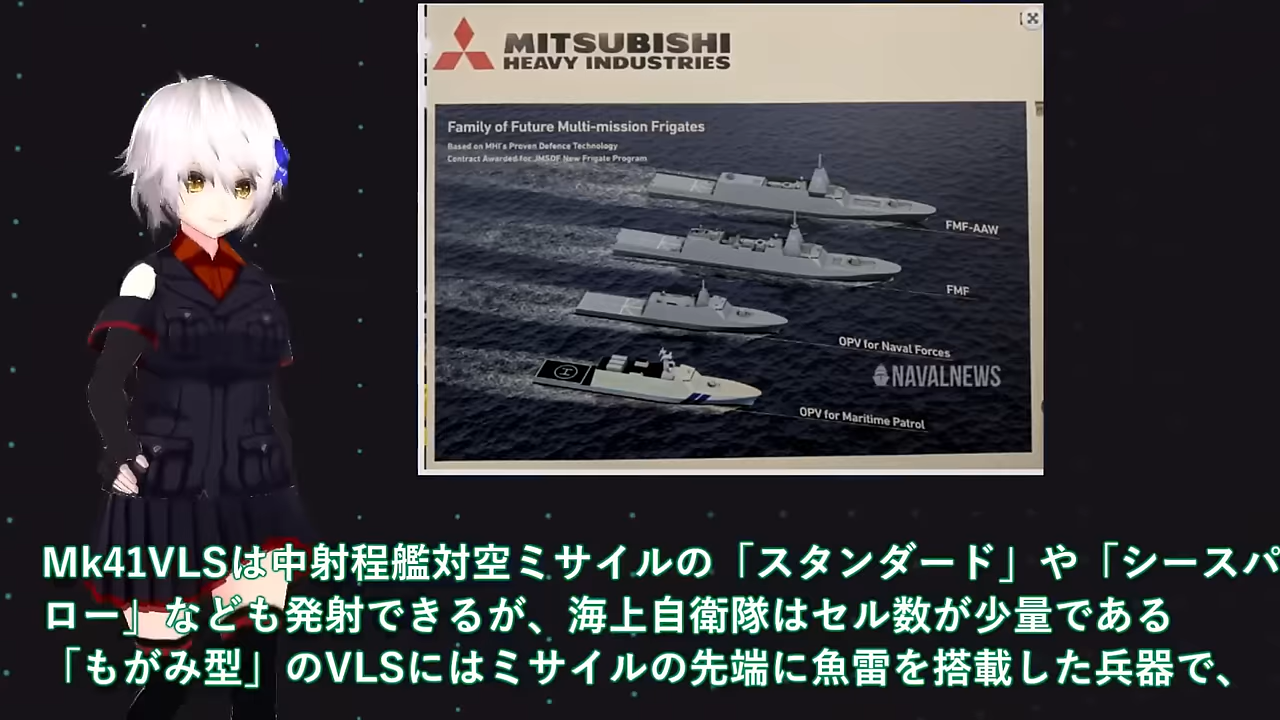 MITSUBISHI
HEAVY INDUSTRIES
Family of Future Multi-mission Frigates
Based on MHI's Proven Defence Technology
Contract Awarded for JMSDF New Frigate Program
FMF-AAW
FMF
OPV for Naval Forces
NAVALNEWS
OPV for Maritime Patrol
Mk41VLSは中射程艦対空ミサイルの「スタンダード」や「シースパ
ロー」なども発射できるが、海上自衛隊はセル数が少量である
「もがみ型」のVLSにはミサイルの先端に魚雷を搭載した兵器で、